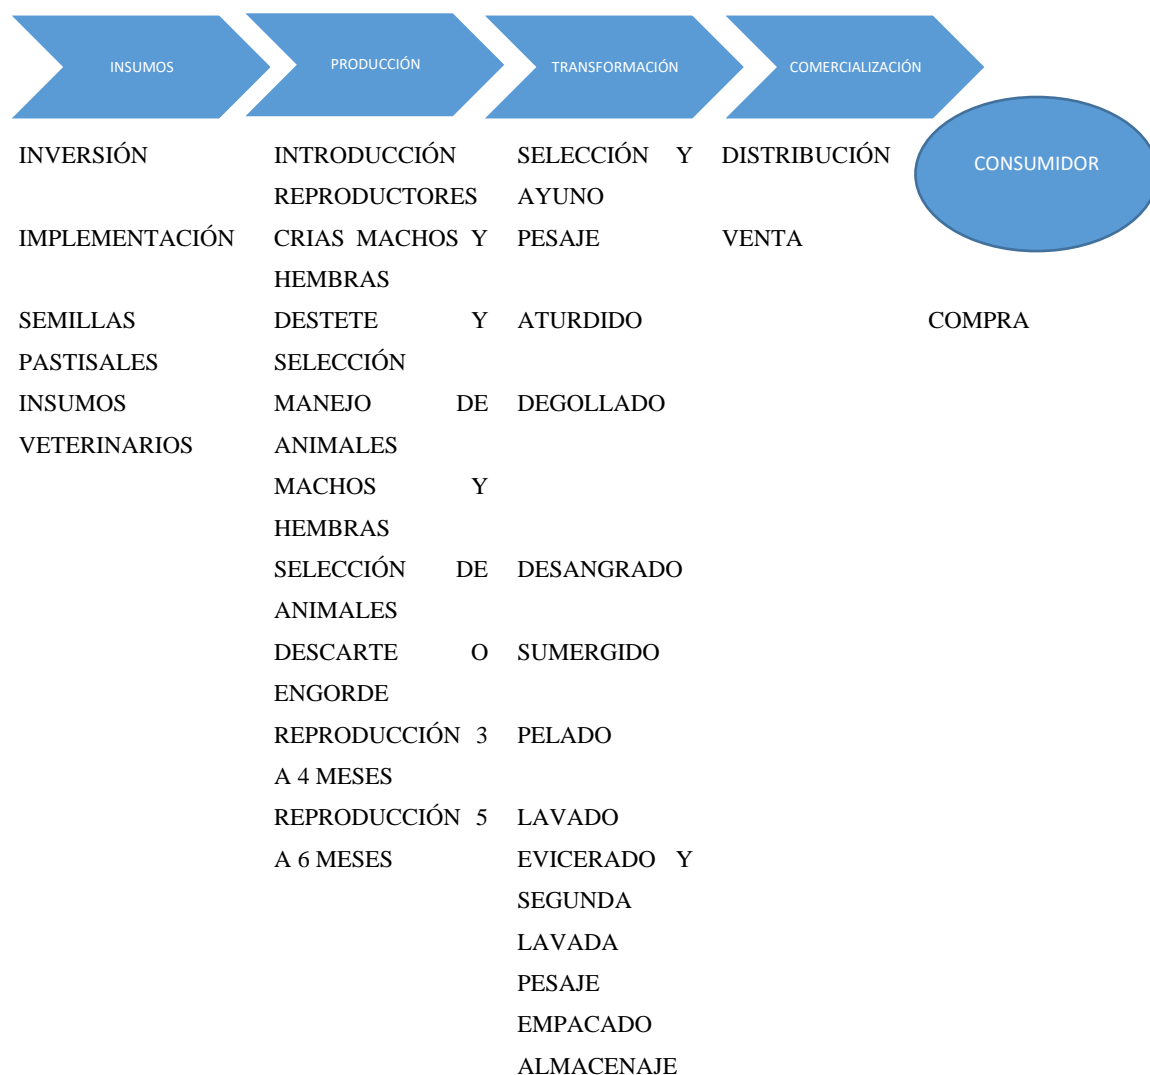 INSUMOS
PRODUCCIÓN
TRANSFORMACIÓN
COMERCIALIZACIÓN
CONSUMIDOR
INVERSIÓN
IMPLEMENTACIÓN
SEMILLAS
PASTISALES
INSUMOS
VETERINARIOS
INTRODUCCIÓN
REPRODUCTORES
CRIAS MACHOS Y
HEMBRAS
DESTETE Y
SELECCIÓN
MANEJO DE
ANIMALES
MACHOS Y
HEMBRAS
SELECCIÓN DE
ANIMALES
DESCARTE O
ENGORDE
REPRODUCCIÓN 3
A 4 MESES
REPRODUCCIÓN 5
A 6 MESES
SELECCIÓN Y
AYUNO
PESAJE
ATURDIDO
DEGOLLADO
DESANGRADO
SUMERGIDO
PELADO
LAVADO
EVICERADO Y
SEGUNDA
LAVADA
PESAJE
EMPACADO
ALMACENAJE
DISTRIBUCIÓN
VENTA
COMPRA